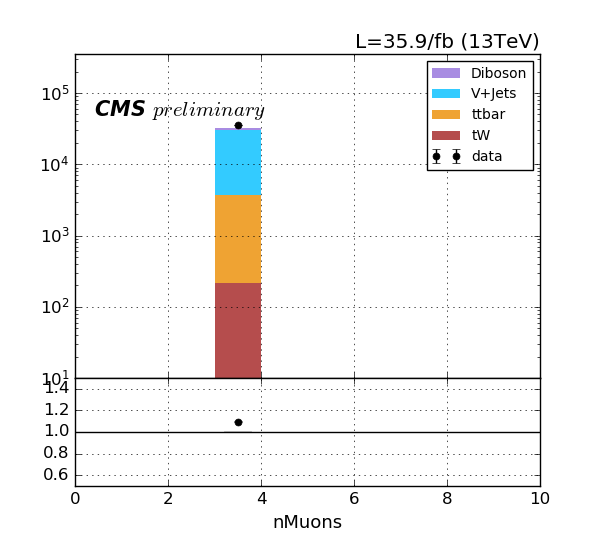 L=35.9/fb (13TeV)
CMS preliminary
Diboson
V+Jets
ttbar
tW
data
10^5
10^4
10^3
10^2
10^1
1.4
1.2
1.0
0.8
0.6
0 2 4 6 8 10
nMuons